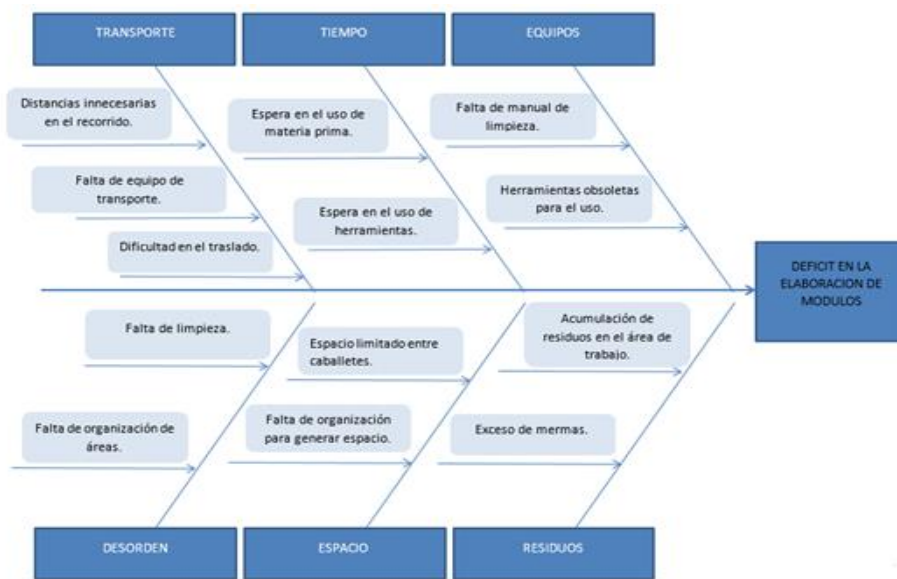 TRANSPORTE
TIEMPO
EQUIPOS
Distancias innecesarias
en el recorrido.
Falta de equipo de
transporte.
Dificultad en el traslado.
Espera en el uso de
materia prima.
Espera en el uso de
herramientas.
Falta de manual de
limpieza.
Herramientas obsoletas
para el uso.
DEFICIT EN LA
ELABORACION DE
MODULOS
Falta de limpieza.
Falta de organización de
áreas.
Espacio limitado entre
caballetes.
Falta de organización
para generar espacio.
Acumulación de
residuos en el área de
trabajo.
Exceso de mermas.
DESORDEN
ESPACIO
RESIDUOS